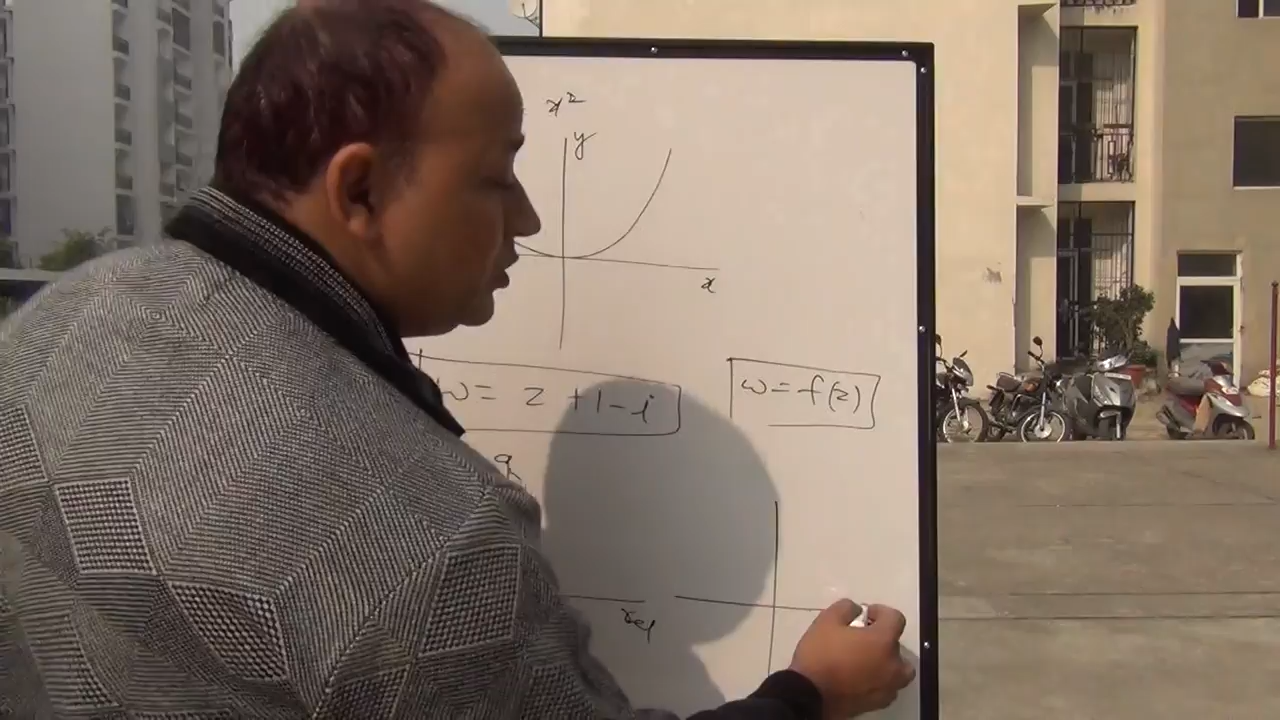 x²
y
x
w = z + 1 - i
w = f(z)